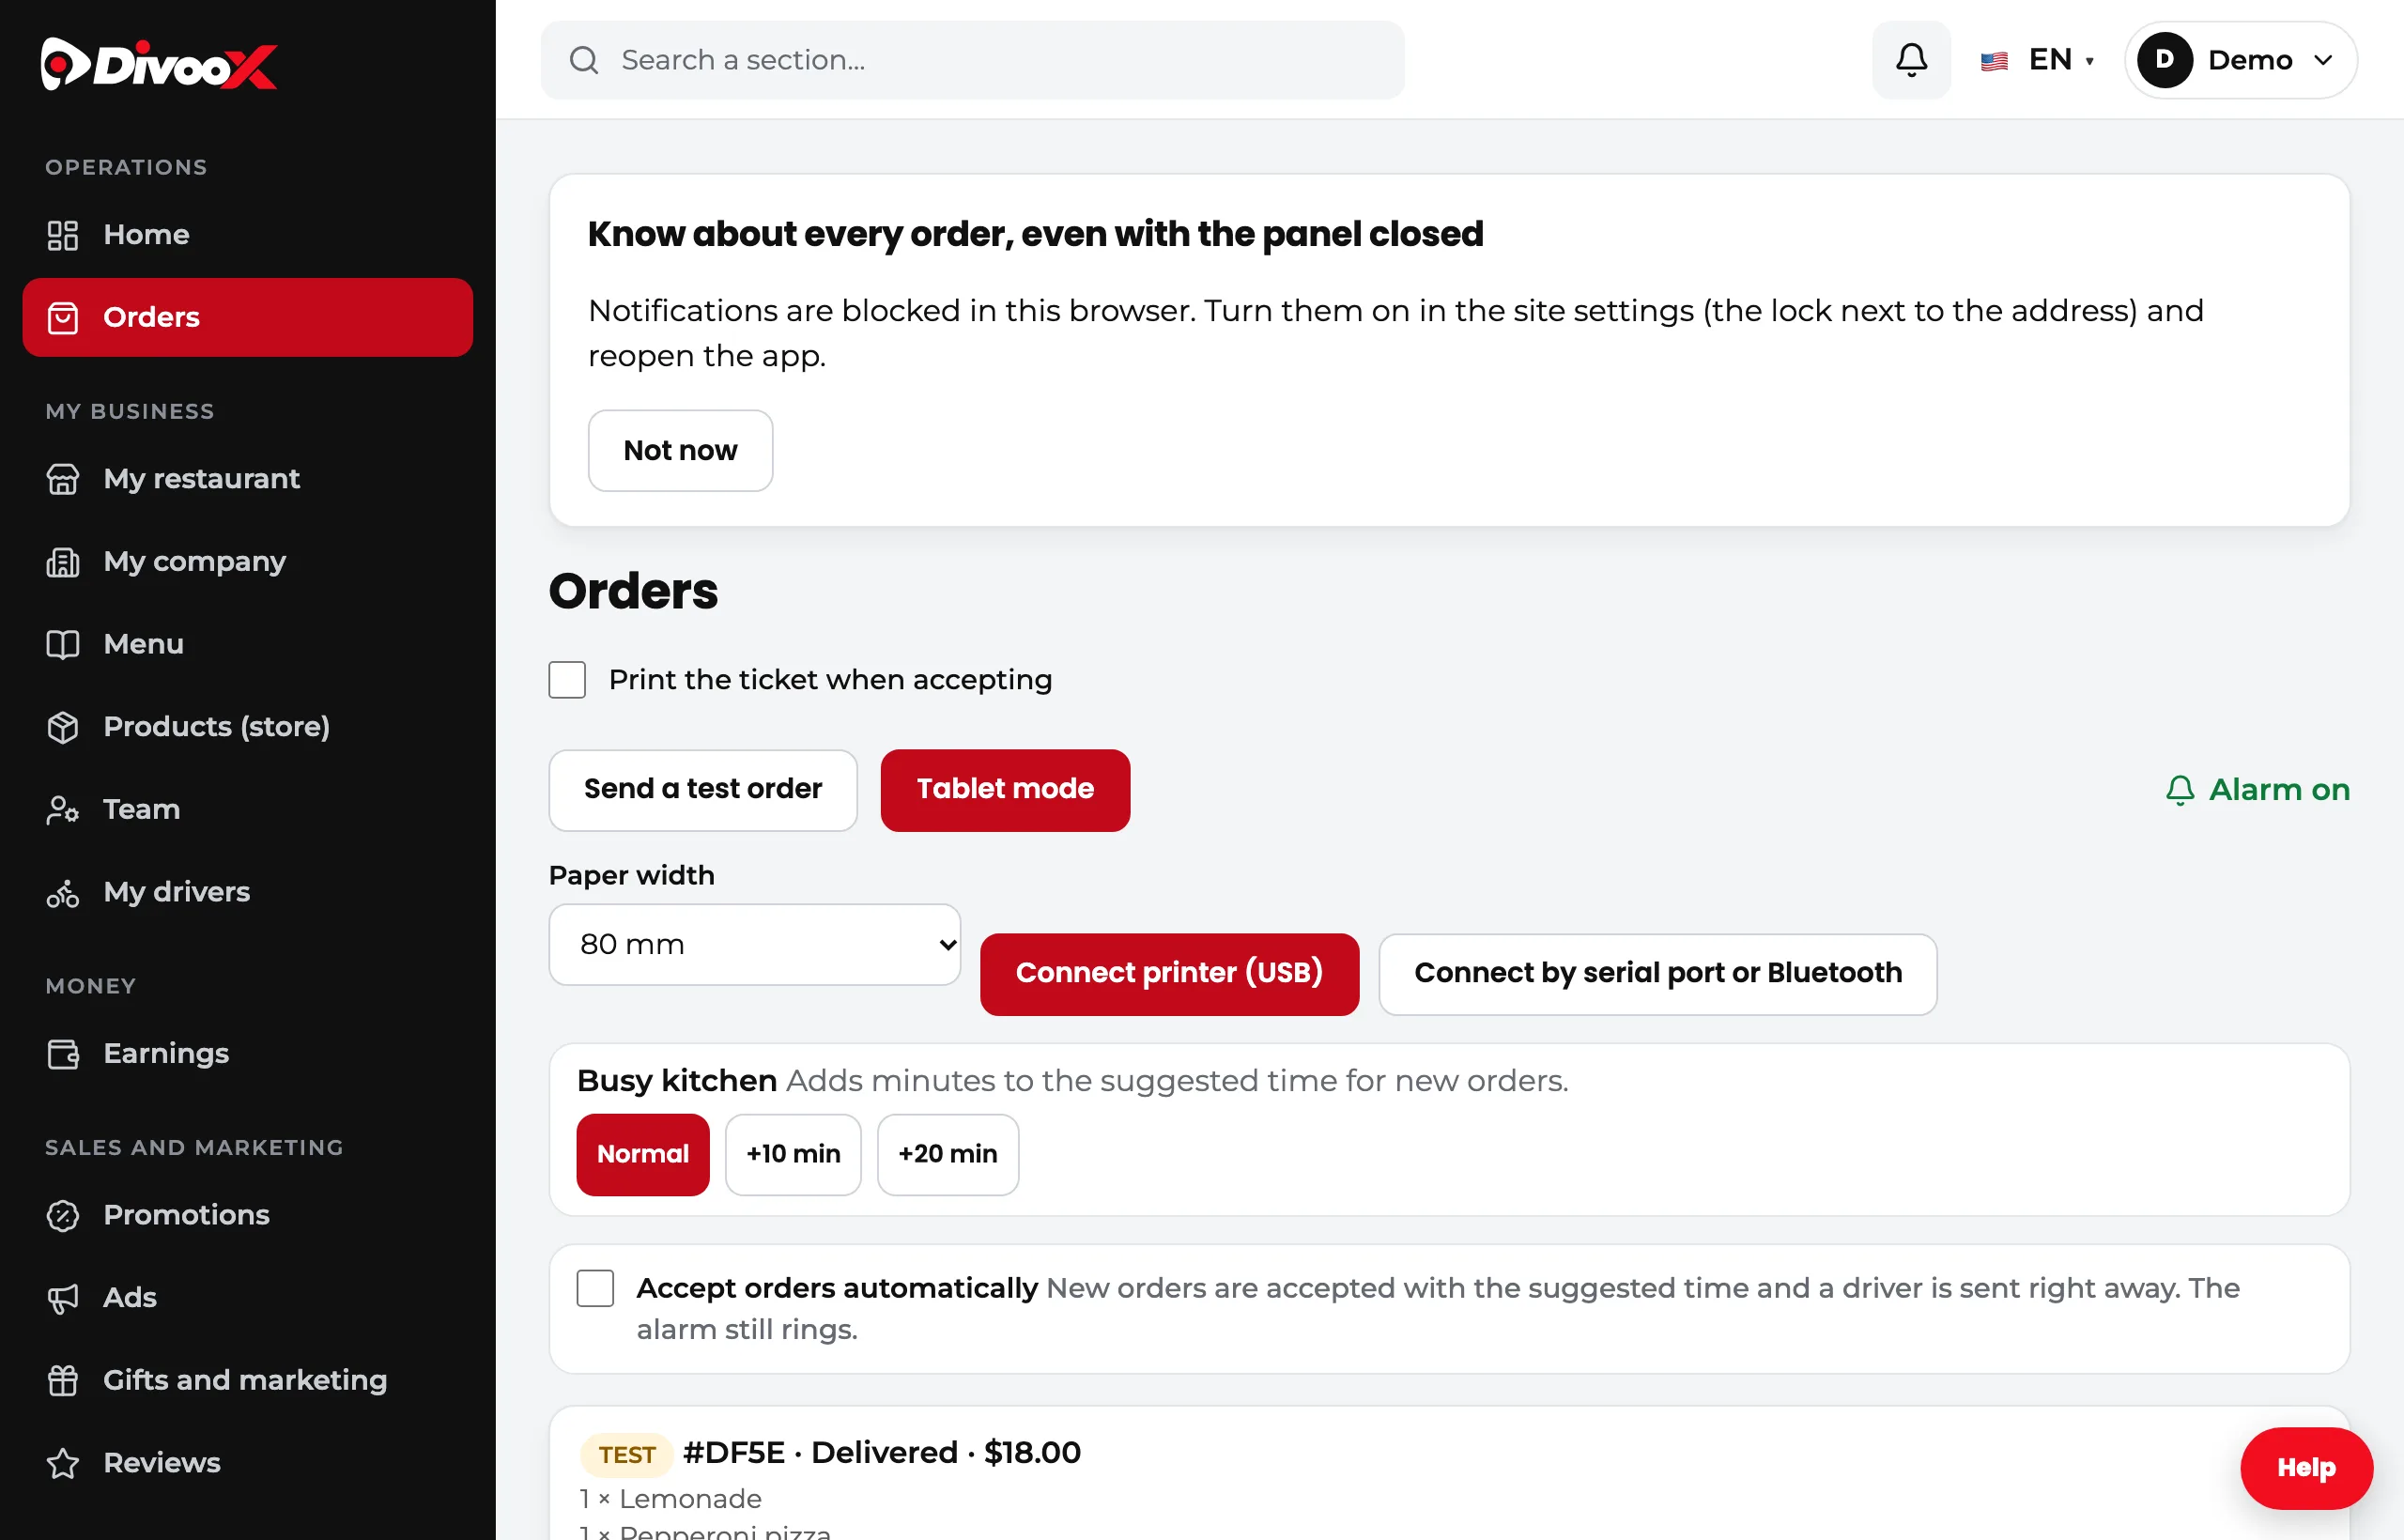 DivooX
Search a section...
EN
D
Demo
OPERATIONS
Home
Orders
MY BUSINESS
My restaurant
My company
Menu
Products (store)
Team
My drivers
MONEY
Earnings
SALES AND MARKETING
Promotions
Ads
Gifts and marketing
Reviews
Know about every order, even with the panel closed
Notifications are blocked in this browser. Turn them on in the site settings (the lock next to the address) and
reopen the app.
Not now
Orders
Print the ticket when accepting
Send a test order
Tablet mode
Alarm on
Paper width
80 mm
Connect printer (USB)
Connect by serial port or Bluetooth
Busy kitchen Adds minutes to the suggested time for new orders.
Normal
+10 min
+20 min
Accept orders automatically New orders are accepted with the suggested time and a driver is sent right away. The
alarm still rings.
TEST #DF5E · Delivered · $18.00
1 × Lemonade
1 × Pepperoni pizza
Help